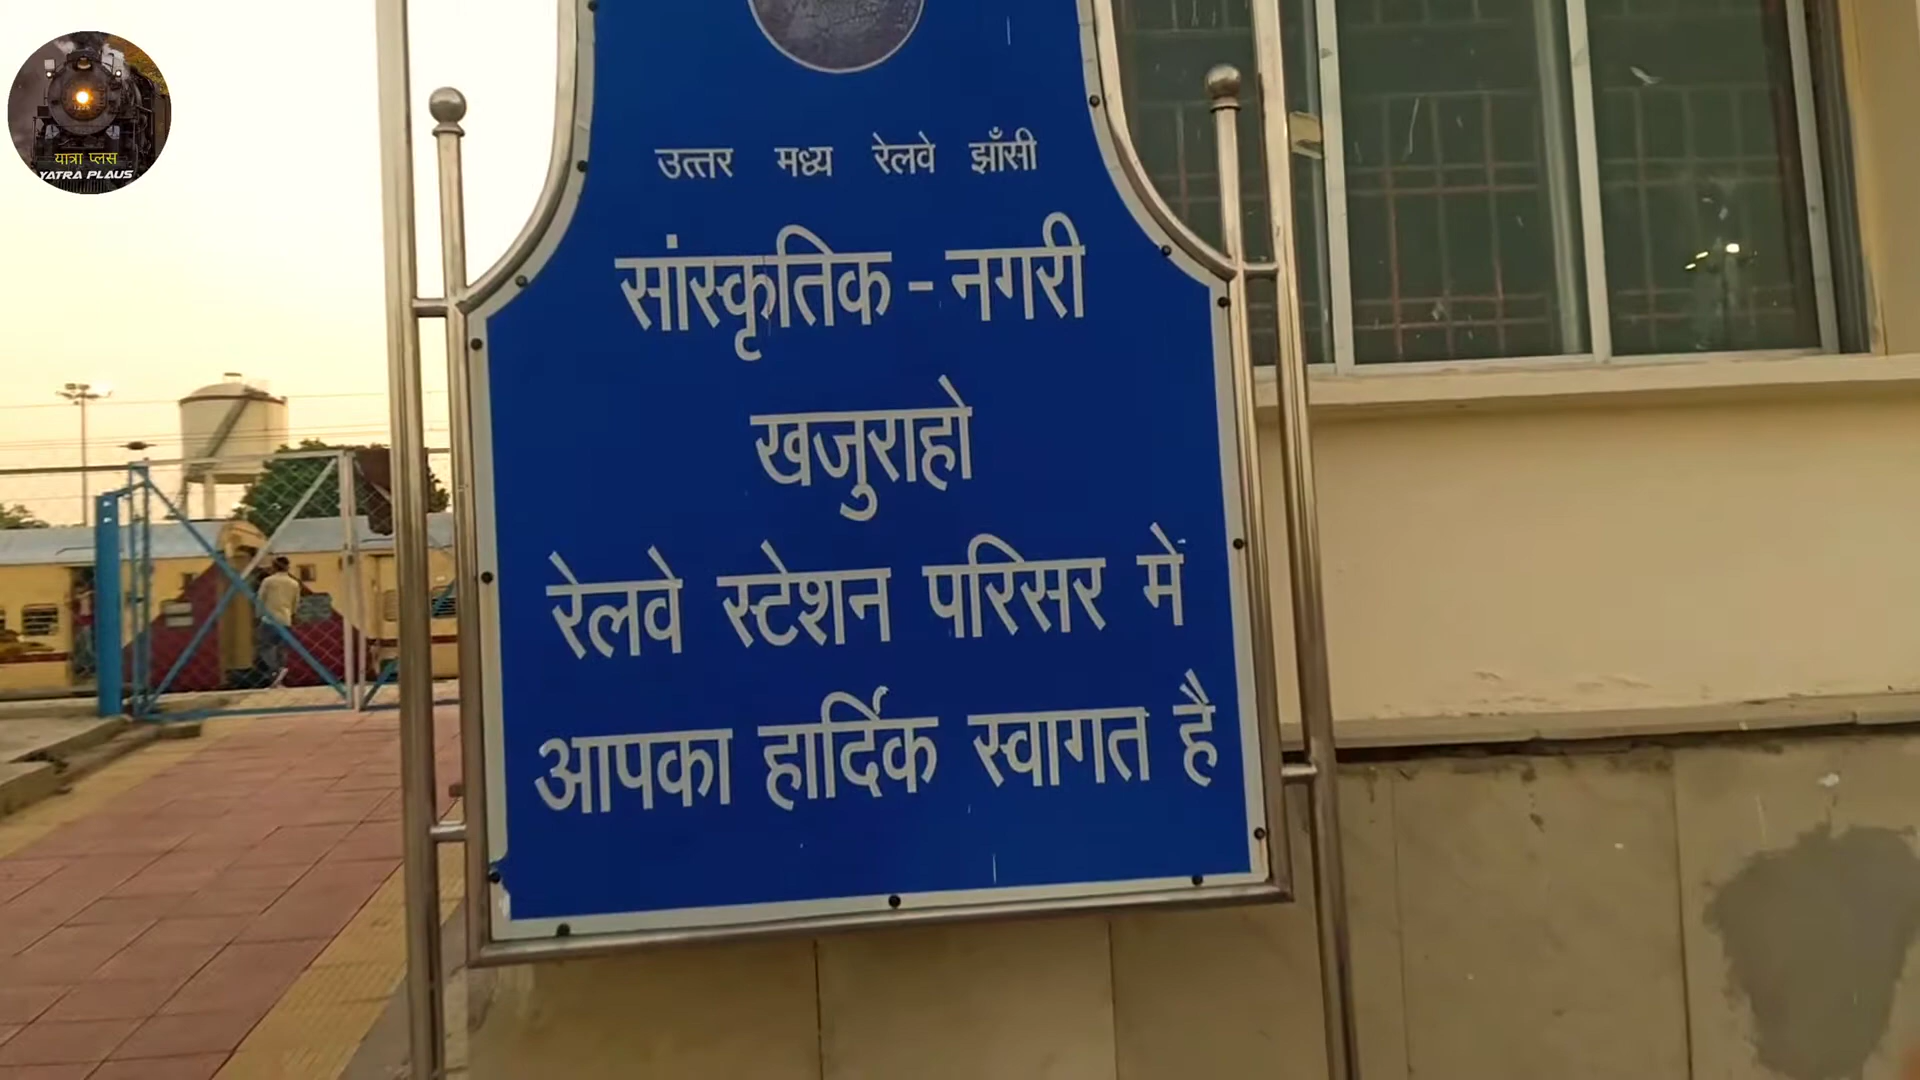 यात्रा प्लस
YATRA PLAUS
उत्तर मध्य रेलवे झाँसी
सांस्कृतिक - नगरी
खजुराहो
रेलवे स्टेशन परिसर में
आपका हार्दिक स्वागत है